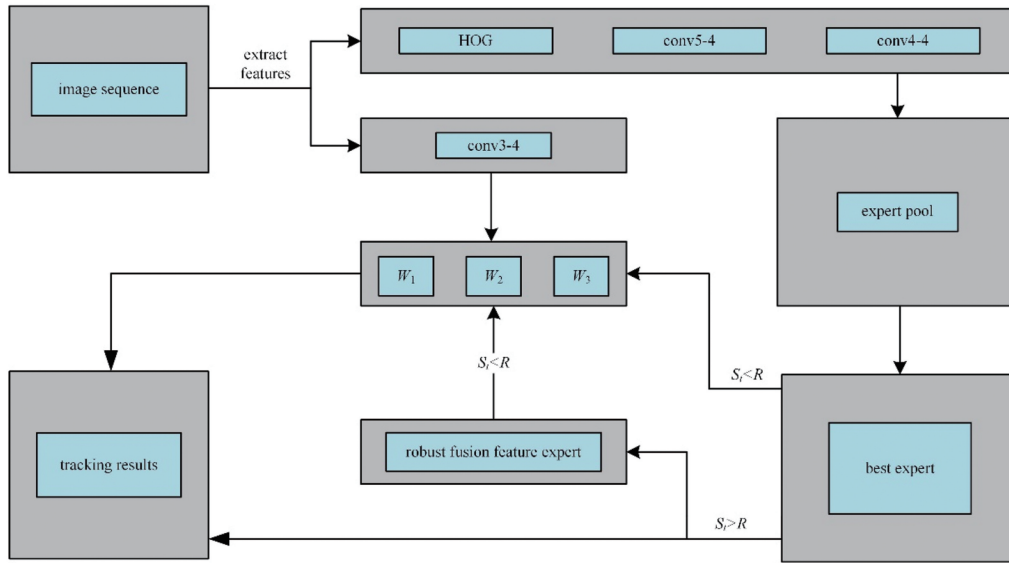 image sequence
extract
features
HOG
conv5-4
conv4-4
conv3-4
expert pool
W₁
W₂
W₃
Sₜ<R
Sₜ<R
tracking results
robust fusion feature expert
best expert
Sₜ>R